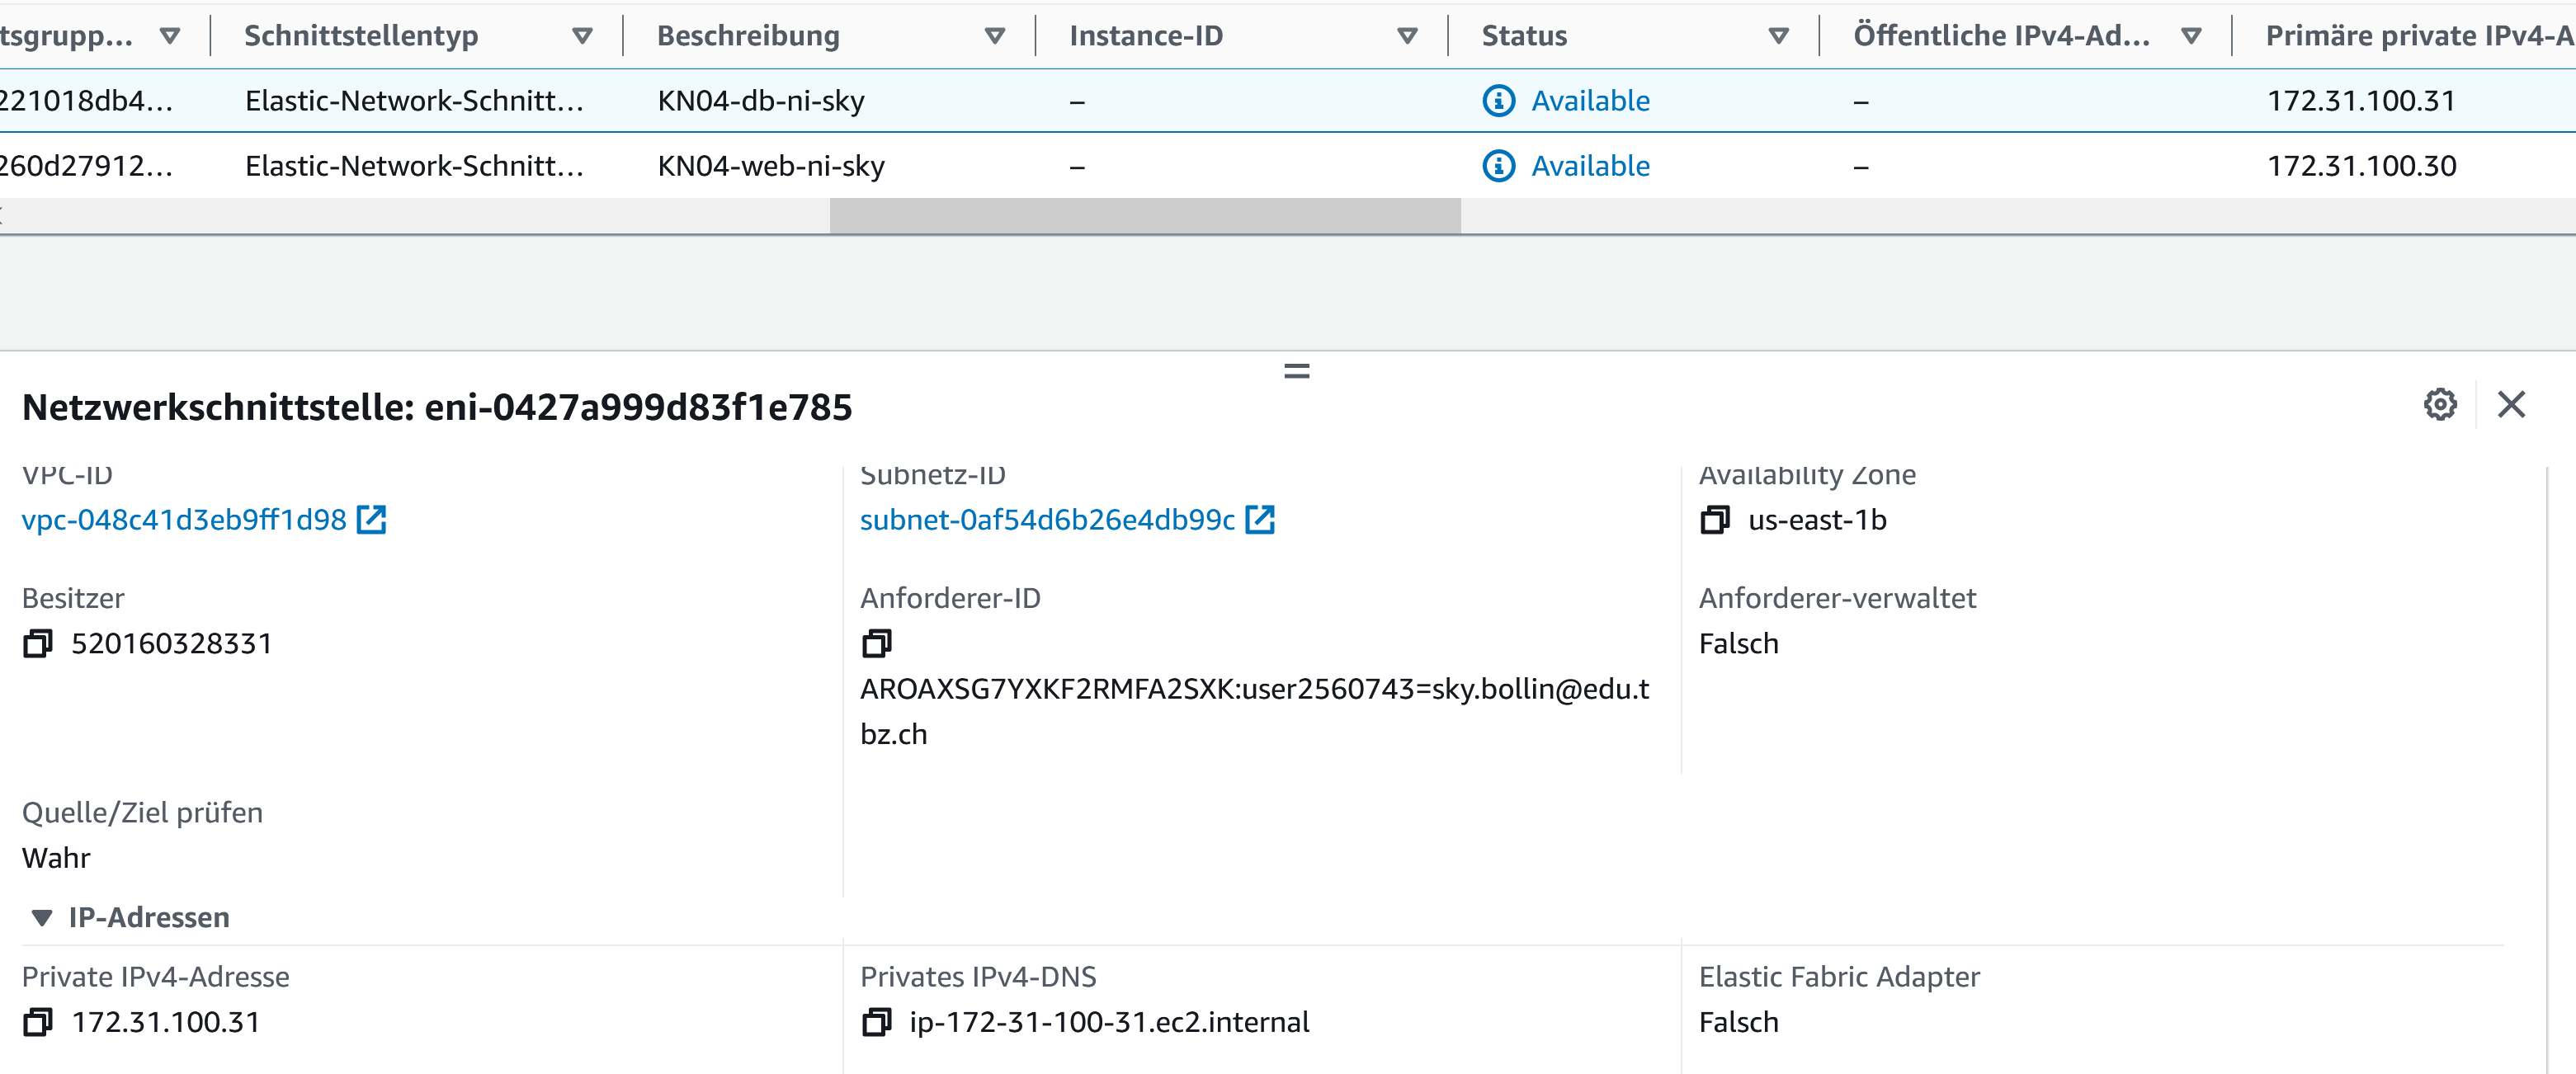 tsgrupp... Schnittstellentyp Beschreibung Instance-ID Status Öffentliche IPv4-Ad... Primäre private IPv4-A
221018db4... Elastic-Network-Schnitt... KN04-db-ni-sky – Available – 172.31.100.31
260d27912... Elastic-Network-Schnitt... KN04-web-ni-sky – Available – 172.31.100.30
Netzwerkschnittstelle: eni-0427a999d83f1e785
VPC-ID Subnetz-ID Availability Zone
vpc-048c41d3eb9ff1d98 subnet-0af54d6b26e4db99c us-east-1b
Besitzer Anforderer-ID Anforderer-verwaltet
520160328331 Falsch
AROAXSG7YXKF2RMFA2SXK:user2560743=sky.bollin@edu.t
bz.ch
Quelle/Ziel prüfen
Wahr
IP-Adressen
Private IPv4-Adresse Privates IPv4-DNS Elastic Fabric Adapter
172.31.100.31 ip-172-31-100-31.ec2.internal Falsch